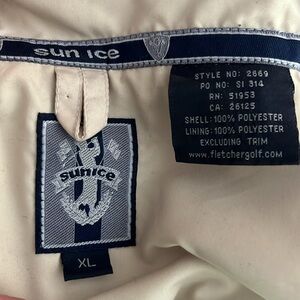 sun ice
STYLE NO: 2669
PO NO: SI 314
RN: 51953
CA: 26125
SHELL: 100% POLYESTER
LINING: 100% POLYESTER
EXCLUDING TRIM
www.fletchergolf.com
sunice
XL